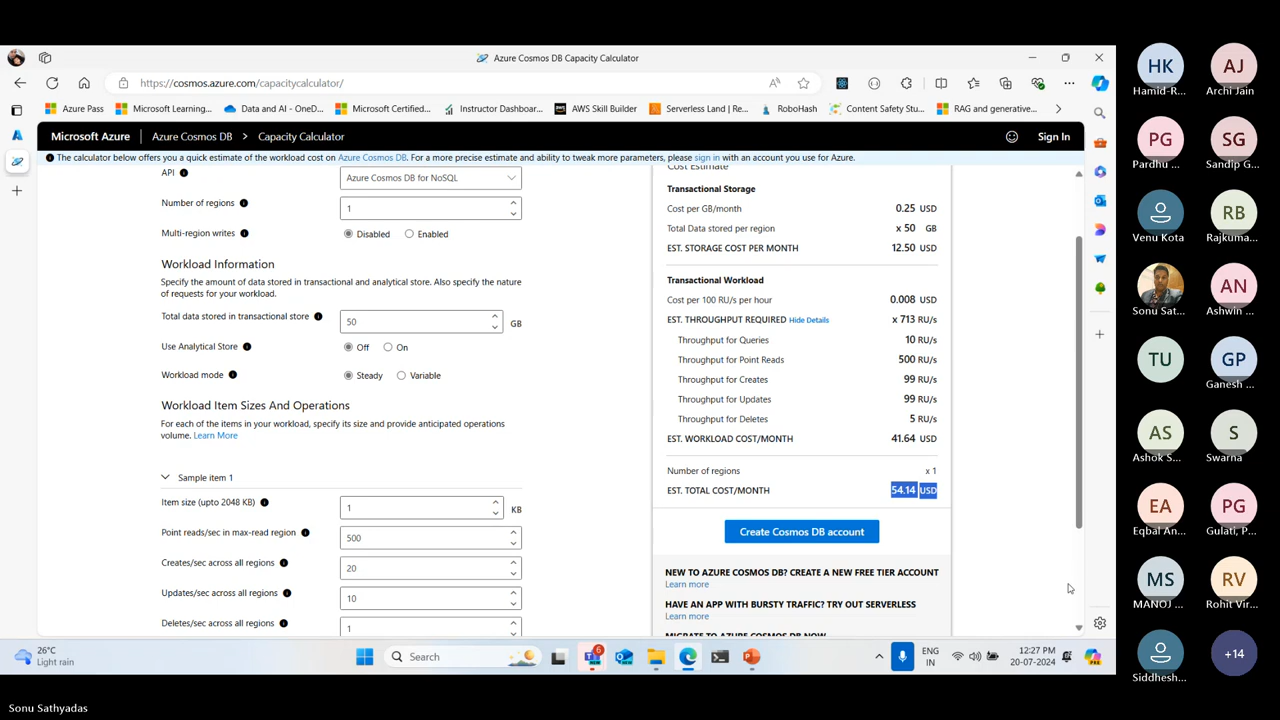 Azure Cosmos DB Capacity Calculator
https://cosmos.azure.com/capacitycalculator/
Azure Pass
Microsoft Learning...
Data and AI - OneD...
Microsoft Certified...
Instructor Dashboar...
aws
AWS Skill Builder
Serverless Land | Re...
RoboHash
Content Safety Stu...
RAG and generative...
Microsoft Azure
Azure Cosmos DB > Capacity Calculator
Sign In
The calculator below offers you a quick estimate of the workload cost on Azure Cosmos DB. For a more precise estimate and ability to tweak more parameters, please sign in with an account you use for Azure.
API
Azure Cosmos DB for NoSQL
Number of regions
1
Multi-region writes
Disabled
Enabled
Workload Information
Specify the amount of data stored in transactional and analytical store. Also specify the nature
of requests for your workload.
Total data stored in transactional store
50
GB
Use Analytical Store
Off
On
Workload mode
Steady
Variable
Workload Item Sizes And Operations
For each of the items in your workload, specify its size and provide anticipated operations
volume. Learn More
Sample item 1
Item size (upto 2048 KB)
1
KB
Point reads/sec in max-read region
500
Creates/sec across all regions
20
Updates/sec across all regions
10
Deletes/sec across all regions
1
Cost Estimate
Transactional Storage
Cost per GB/month 0.25 USD
Total Data stored per region x 50 GB
EST. STORAGE COST PER MONTH 12.50 USD
Transactional Workload
Cost per 100 RU/s per hour 0.008 USD
EST. THROUGHPUT REQUIRED Hide Details x 713 RU/s
Throughput for Queries 10 RU/s
Throughput for Point Reads 500 RU/s
Throughput for Creates 99 RU/s
Throughput for Updates 99 RU/s
Throughput for Deletes 5 RU/s
EST. WORKLOAD COST/MONTH 41.64 USD
Number of regions x 1
EST. TOTAL COST/MONTH 54.14 USD
Create Cosmos DB account
NEW TO AZURE COSMOS DB? CREATE A NEW FREE TIER ACCOUNT
Learn more
HAVE AN APP WITH BURSTY TRAFFIC? TRY OUT SERVERLESS
Learn more
MIGRATE TO AZURE COSMOS DB NOW
26°C
Light rain
Search
6
ENG
IN
12:27 PM
20-07-2024
HK
Hamid-R...
AJ
Archi Jain
PG
Pardhu ...
SG
Sandip G...
Venu Kota
RB
Rajkuma...
Sonu Sat...
AN
Ashwin ...
TU
GP
Ganesh ...
AS
Ashok S...
S
Swarna
EA
Eqbal An...
PG
Gulati, P...
MS
MANOJ ...
RV
Rohit Vir...
Siddhesh...
+14
Sonu Sathyadas